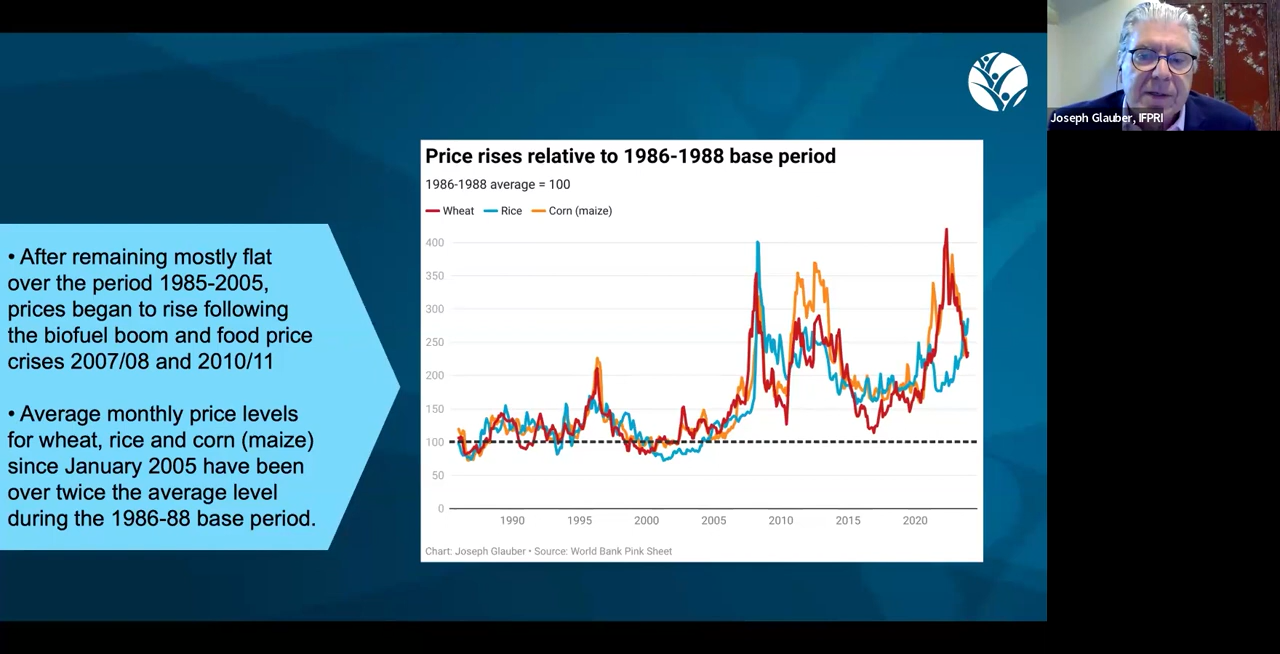 Joseph Glauber, IFPRI
Price rises relative to 1986-1988 base period
1986-1988 average = 100
Wheat Rice Corn (maize)
400
350
300
250
200
150
100
50
0
1990 1995 2000 2005 2010 2015 2020
Chart: Joseph Glauber • Source: World Bank Pink Sheet
• After remaining mostly flat
over the period 1985-2005,
prices began to rise following
the biofuel boom and food price
crises 2007/08 and 2010/11
• Average monthly price levels
for wheat, rice and corn (maize)
since January 2005 have been
over twice the average level
during the 1986-88 base period.